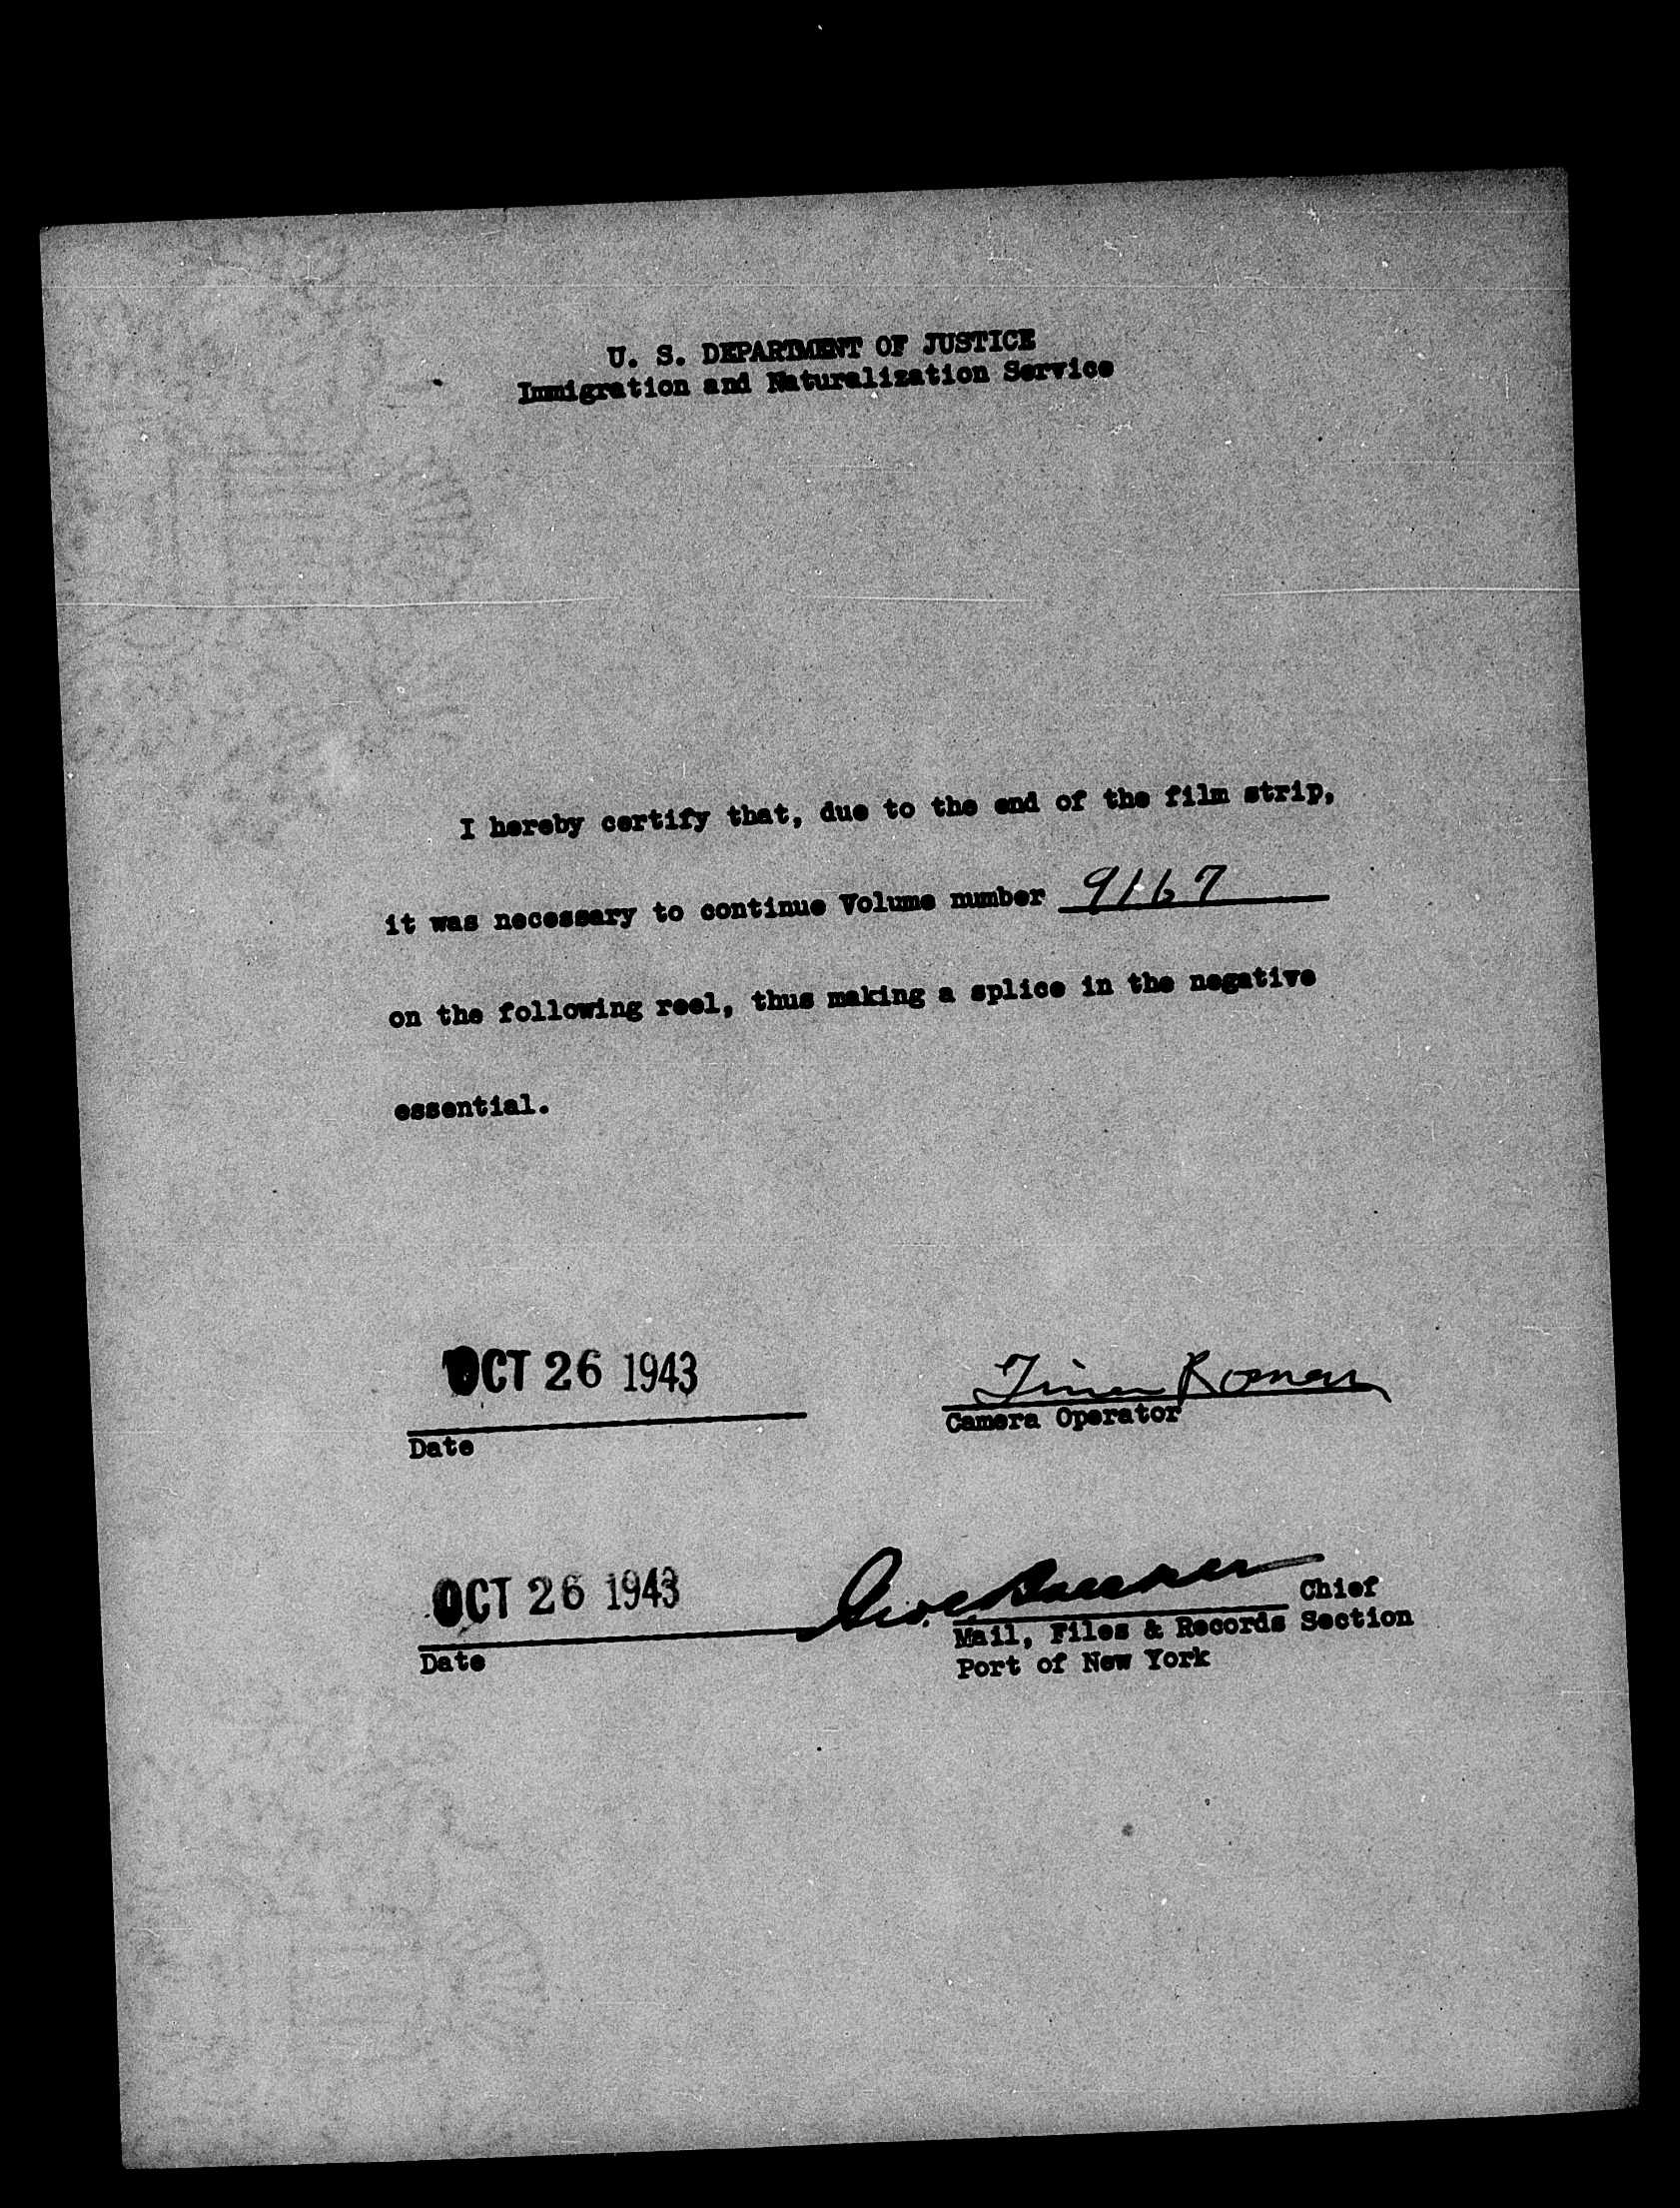 U. S. DEPARTMENT OF JUSTICE
Immigration and Naturalization Service
I hereby certify that, due to the end of the film strip,
it was necessary to continue Volume number 9167
on the following reel, thus making a splice in the negative
essential.
OCT 26 1943
Roman
Date
Camera Operator
OCT 26 1943
Chief
Date
Mail, Files & Records Section
Port of New York